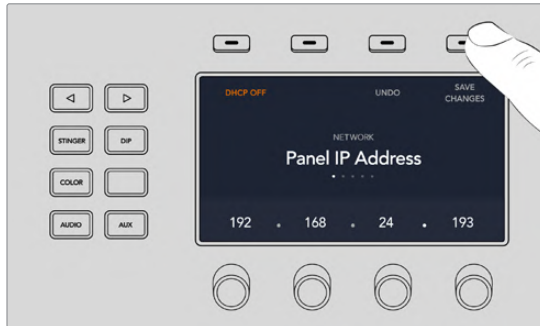 DHCP OFF
UNDO
SAVE
CHANGES
NETWORK
Panel IP Address
192 . 168 . 24 . 193
STINGER
DIP
COLOR
AUDIO
AUX